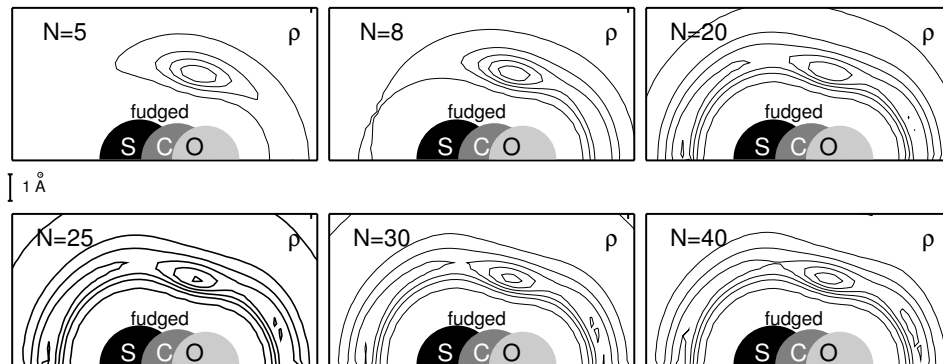 N=5 ρ
fudged
S C O
N=8 ρ
fudged
S C O
N=20 ρ
fudged
S C O
1 Å
N=25 ρ
fudged
S C O
N=30 ρ
fudged
S C O
N=40 ρ
fudged
S C O